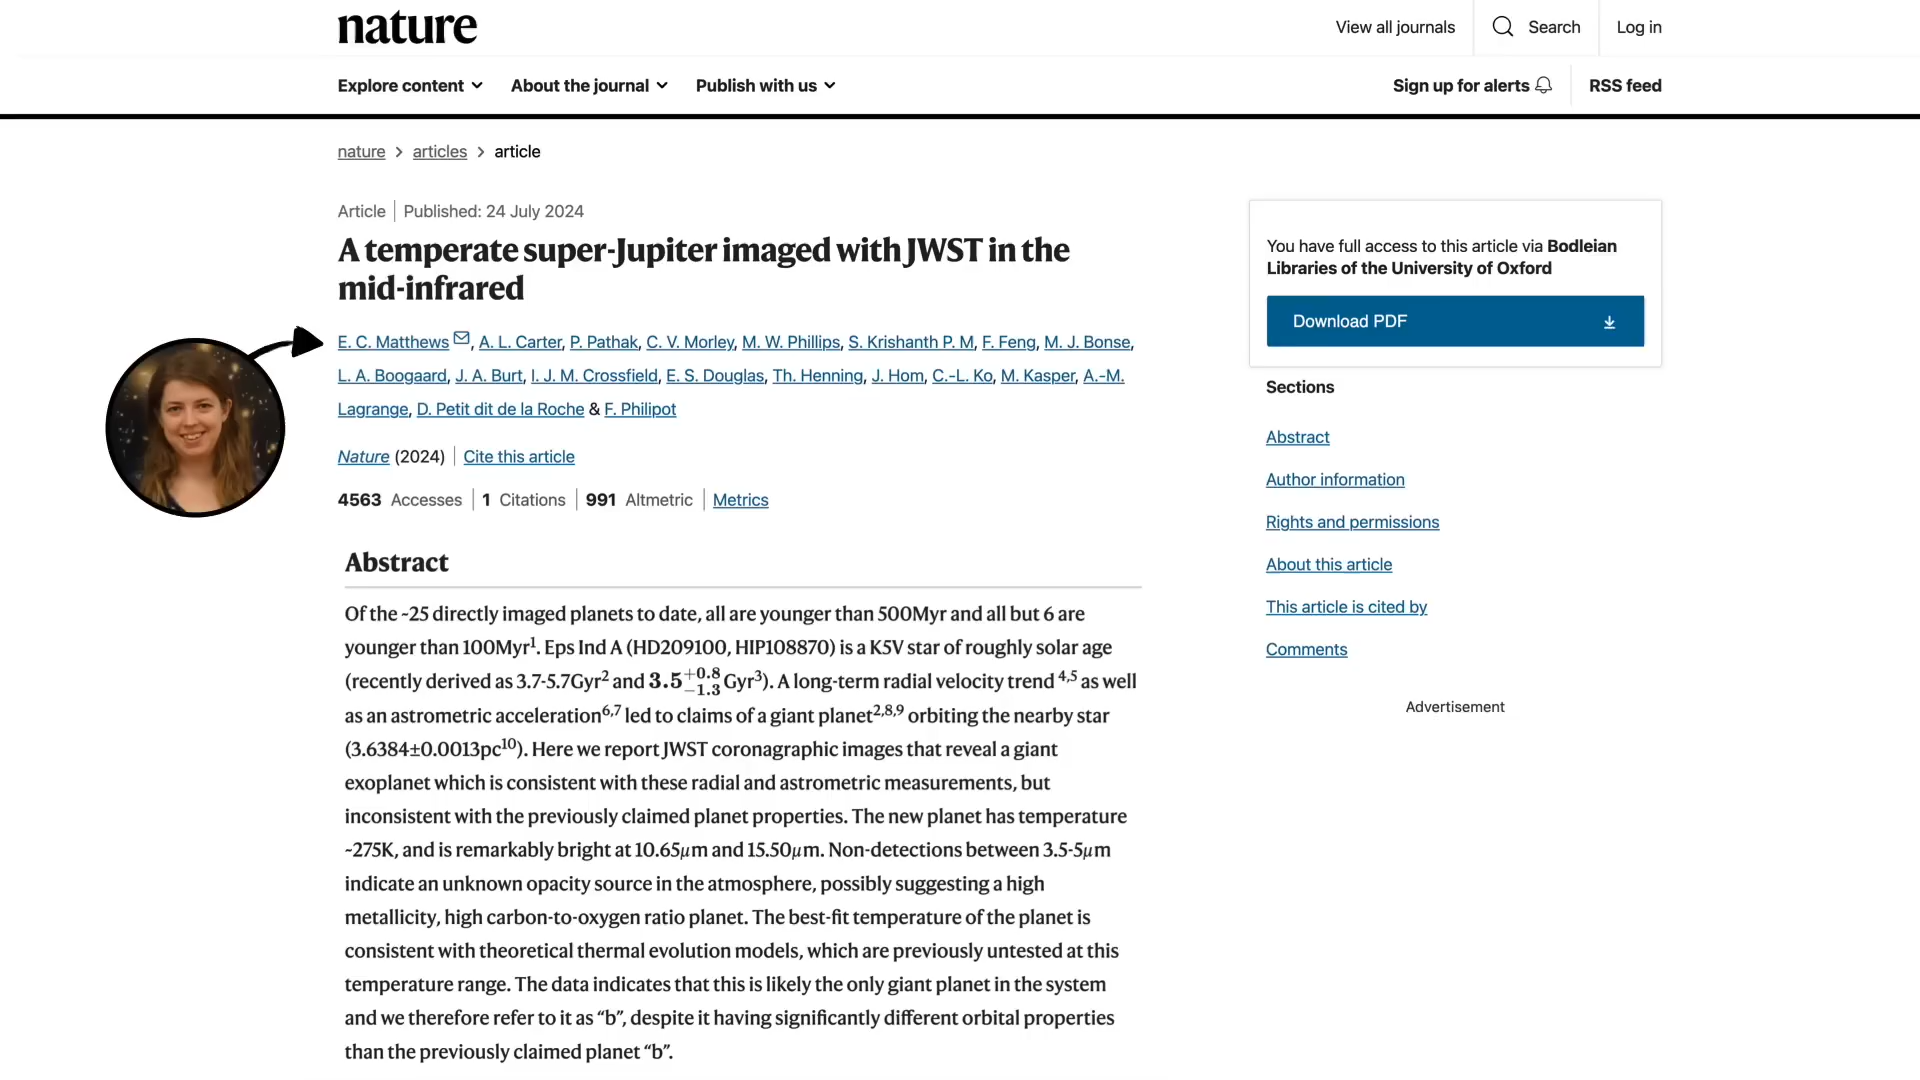 nature
View all journals
Search
Log in
Explore content
About the journal
Publish with us
Sign up for alerts
RSS feed
nature > articles > article
Article | Published: 24 July 2024
A temperate super-Jupiter imaged with JWST in the
mid-infrared
E. C. Matthews, A. L. Carter, P. Pathak, C. V. Morley, M. W. Phillips, S. Krishanth P. M, F. Feng, M. J. Bonse,
L. A. Boogaard, J. A. Burt, I. J. M. Crossfield, E. S. Douglas, Th. Henning, J. Hom, C.-L. Ko, M. Kasper, A.-M.
Lagrange, D. Petit dit de la Roche & F. Philipot
Nature (2024) | Cite this article
4563 Accesses | 1 Citations | 991 Altmetric | Metrics
Abstract
Of the ~25 directly imaged planets to date, all are younger than 500Myr and all but 6 are
younger than 100Myr¹. Eps Ind A (HD209100, HIP108870) is a K5V star of roughly solar age
(recently derived as 3.7-5.7Gyr² and 3.5+0.8−1.3 Gyr³). A long-term radial velocity trend ⁴,⁵ as well
as an astrometric acceleration⁶,⁷ led to claims of a giant planet²,⁸,⁹ orbiting the nearby star
(3.6384±0.0013pc¹⁰). Here we report JWST coronagraphic images that reveal a giant
exoplanet which is consistent with these radial and astrometric measurements, but
inconsistent with the previously claimed planet properties. The new planet has temperature
~275K, and is remarkably bright at 10.65μm and 15.50μm. Non-detections between 3.5-5μm
indicate an unknown opacity source in the atmosphere, possibly suggesting a high
metallicity, high carbon-to-oxygen ratio planet. The best-fit temperature of the planet is
consistent with theoretical thermal evolution models, which are previously untested at this
temperature range. The data indicates that this is likely the only giant planet in the system
and we therefore refer to it as “b”, despite it having significantly different orbital properties
than the previously claimed planet “b”.
You have full access to this article via Bodleian
Libraries of the University of Oxford
Download PDF
Sections
Abstract
Author information
Rights and permissions
About this article
This article is cited by
Comments
Advertisement